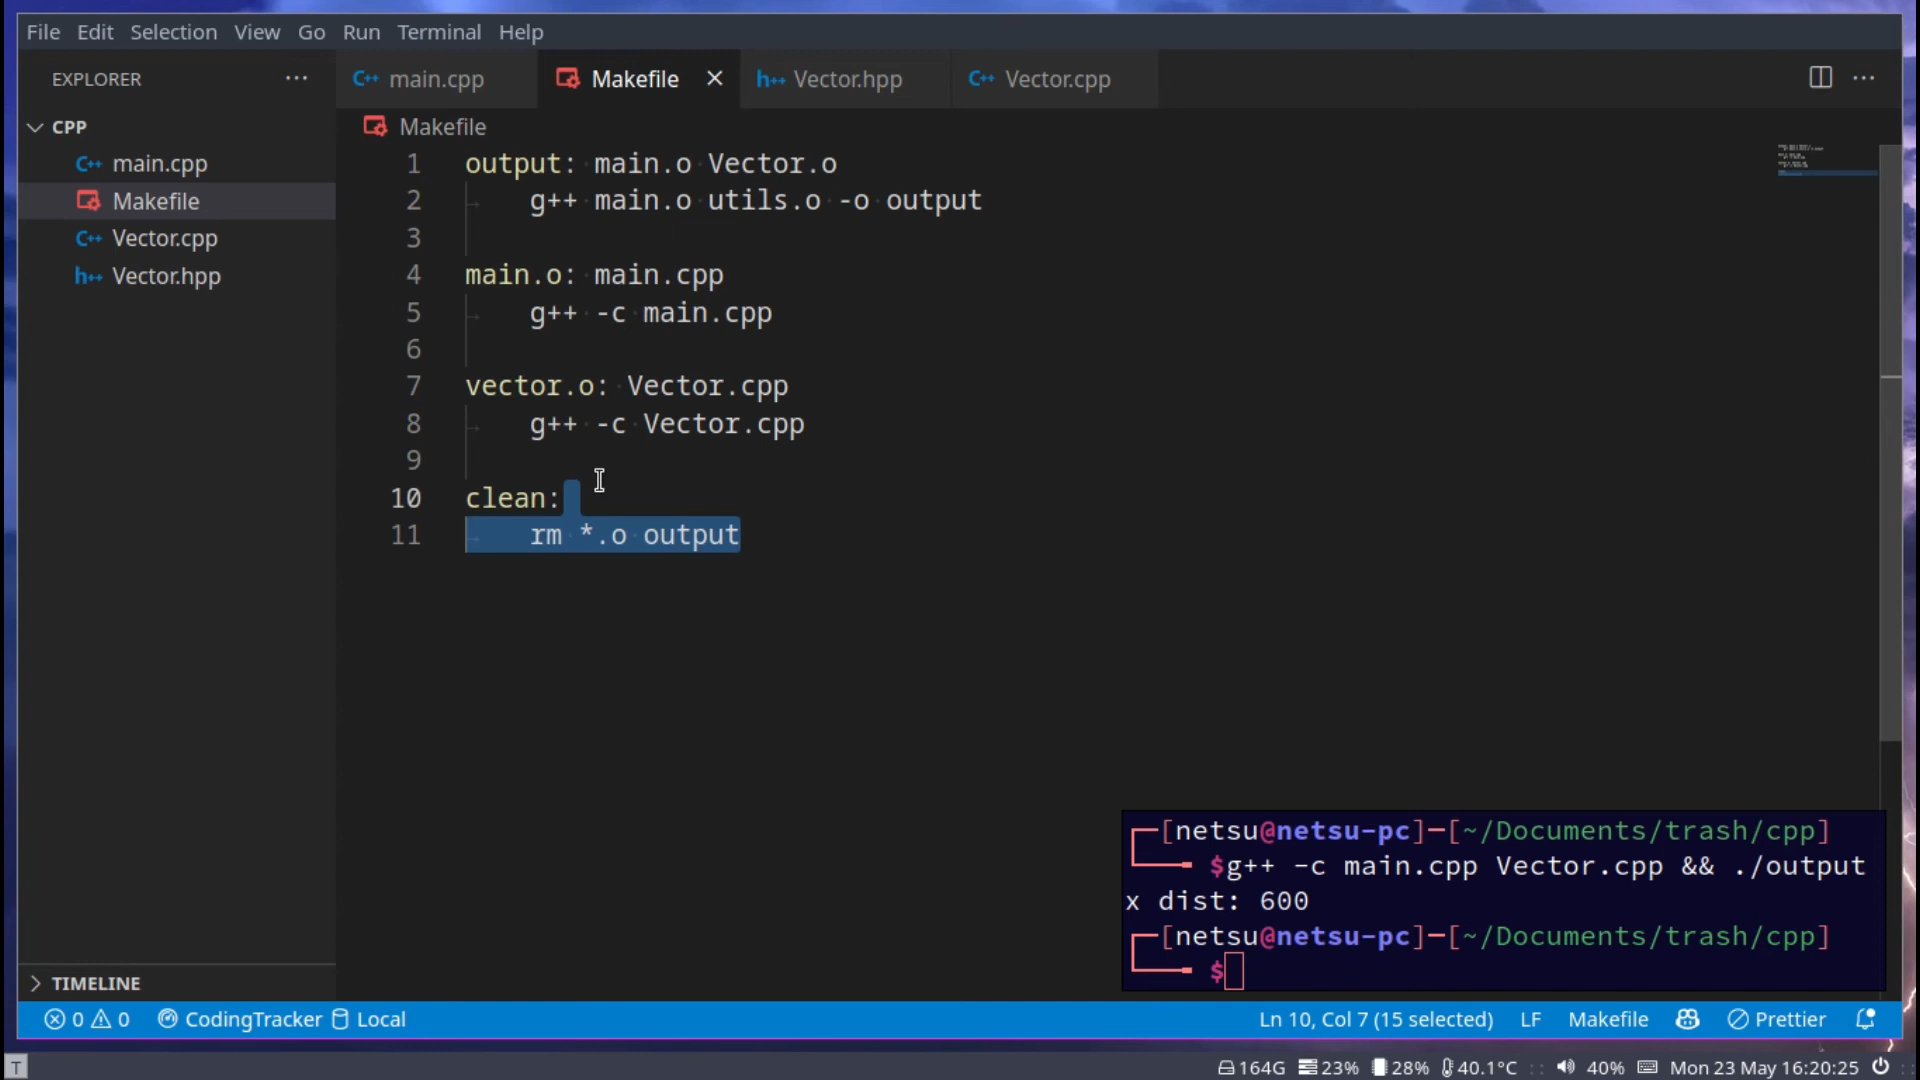 File Edit Selection View Go Run Terminal Help
EXPLORER ···
C++ main.cpp
Makefile ×
h++ Vector.hpp
C++ Vector.cpp
···
CPP
C++ main.cpp
Makefile
C++ Vector.cpp
h++ Vector.hpp
Makefile
1 output: main.o Vector.o
2 g++ main.o utils.o -o output
3
4 main.o: main.cpp
5 g++ -c main.cpp
6
7 vector.o: Vector.cpp
8 g++ -c Vector.cpp
9
10 clean:
11 rm *.o output
[netsu@netsu-pc]-[~/Documents/trash/cpp]
$g++ -c main.cpp Vector.cpp && ./output
x dist: 600
[netsu@netsu-pc]-[~/Documents/trash/cpp]
$
TIMELINE
0 0 CodingTracker Local
Ln 10, Col 7 (15 selected) LF Makefile Prettier
T
164G 23% 28% 40.1°C :: 40% Mon 23 May 16:20:25